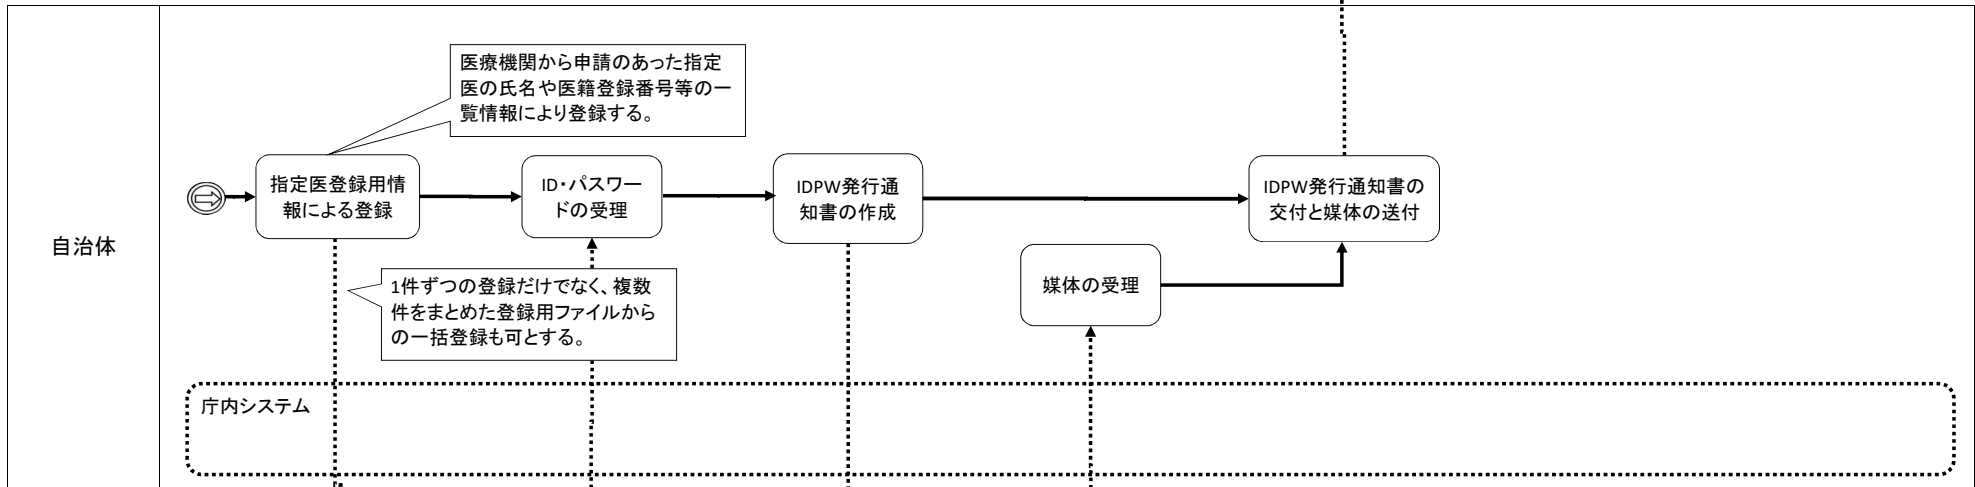 自治体
医療機関から申請のあった指定
医の氏名や医籍登録番号等の一
覧情報により登録する。
指定医登録用情
報による登録
ID・パスワー
ドの受理
IDPW発行通
知書の作成
IDPW発行通知書の
交付と媒体の送付
媒体の受理
1件ずつの登録だけでなく、複数
件をまとめた登録用ファイルから
の一括登録も可とする。
庁内システム